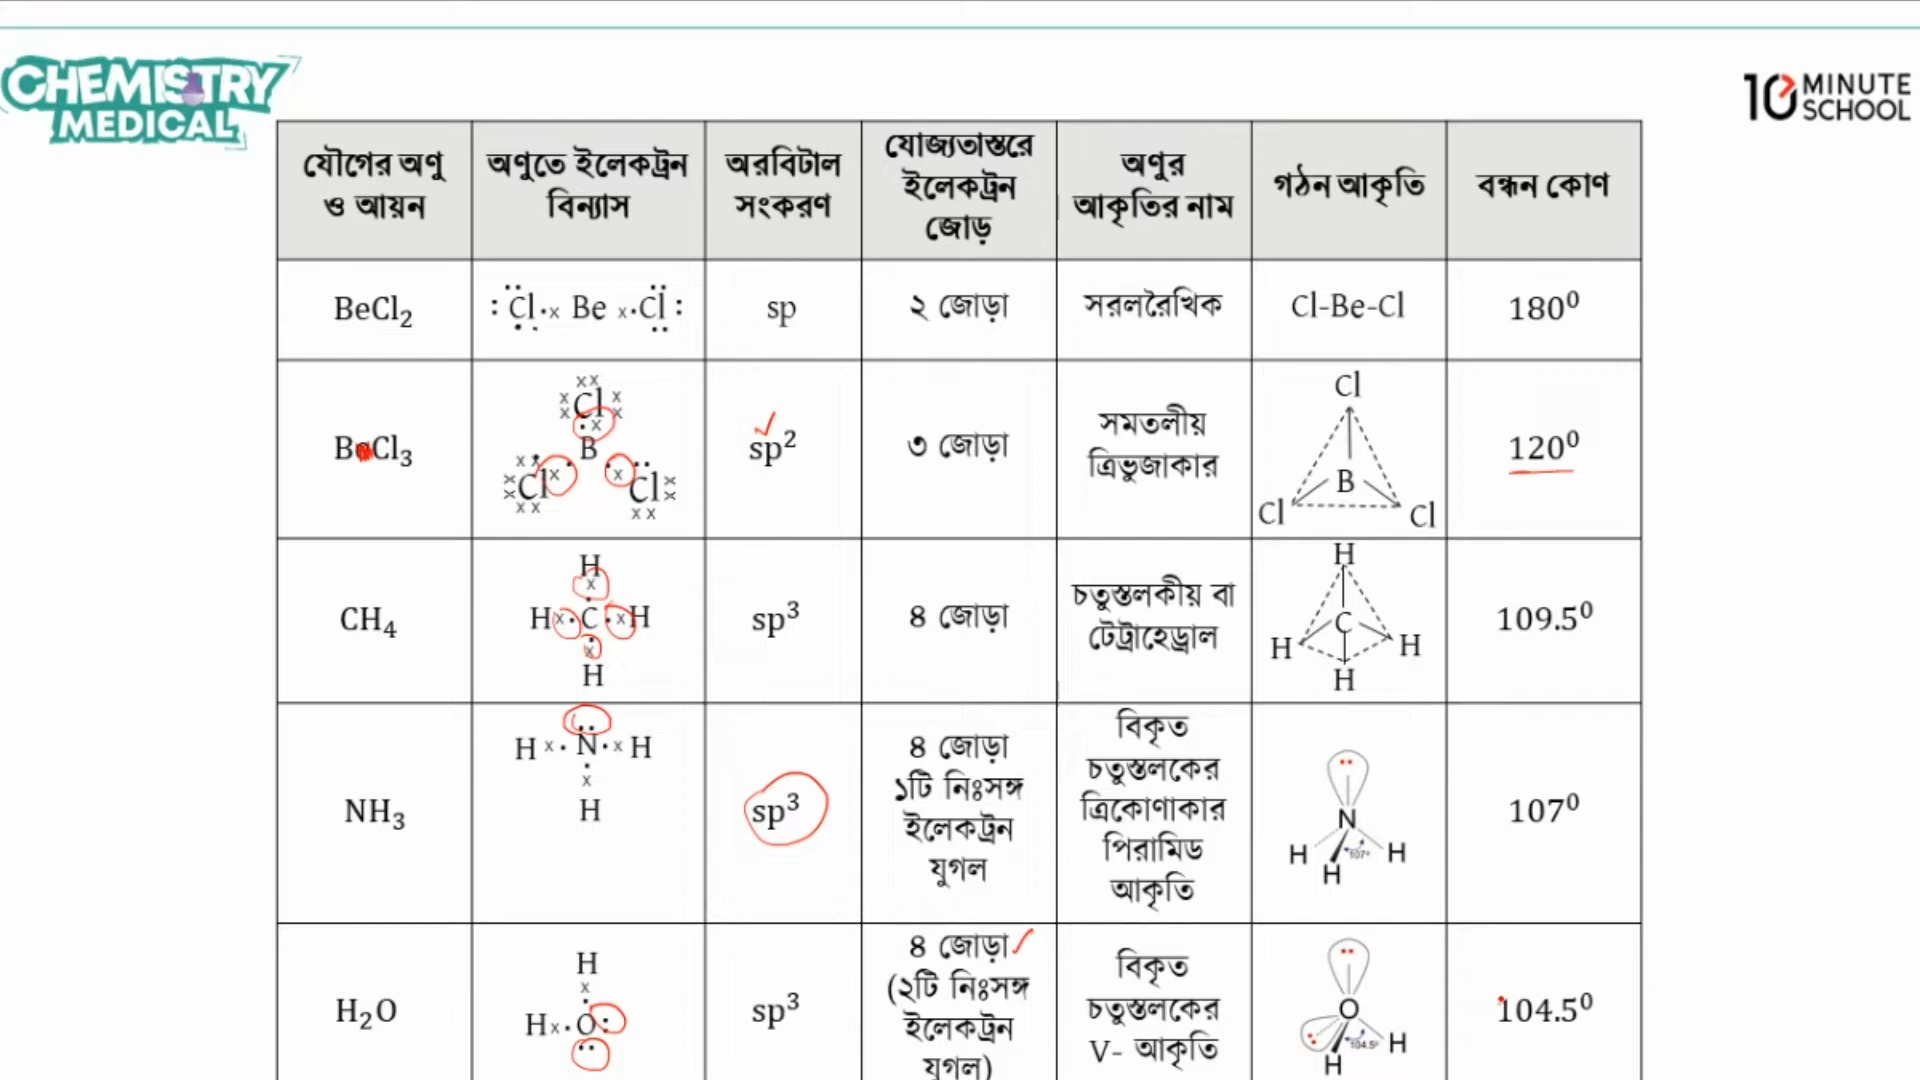 CHEMISTRY
MEDICAL
10 MINUTE
SCHOOL
যৌগের অণু
ও আয়ন
অণুতে ইলেকট্রন
বিন্যাস
অরবিটাল
সংকরণ
যোজ্যতাস্তরে
ইলেকট্রন
জোড়
অণুর
আকৃতির নাম
গঠন আকৃতি
বন্ধন কোণ
BeCl₂
:Cl·x Be x·Cl:
sp
২ জোড়া
সরলরৈখিক
Cl-Be-Cl
180⁰
BeCl₃
Cl
B
Cl
Cl
sp²
৩ জোড়া
সমতলীয়
ত্রিভুজাকার
Cl
B
Cl
Cl
120⁰
CH₄
H
x
H x·C·x H
x
H
sp³
৪ জোড়া
চতুস্তলকীয় বা
টেট্রাহেড্রাল
H
C
H
H
H
109.5⁰
NH₃
H x·N·x H
x
H
sp³
৪ জোড়া
১টি নিঃসঙ্গ
ইলেকট্রন
যুগল
বিকৃত
চতুস্তলকের
ত্রিকোণাকার
পিরামিড
আকৃতি
N
H
107°
H
H
107⁰
H₂O
H
x
H x·O:
sp³
৪ জোড়া
(২টি নিঃসঙ্গ
ইলেকট্রন
যুগল)
বিকৃত
চতুস্তলকের
V- আকৃতি
O
104.5°
H
H
104.5⁰